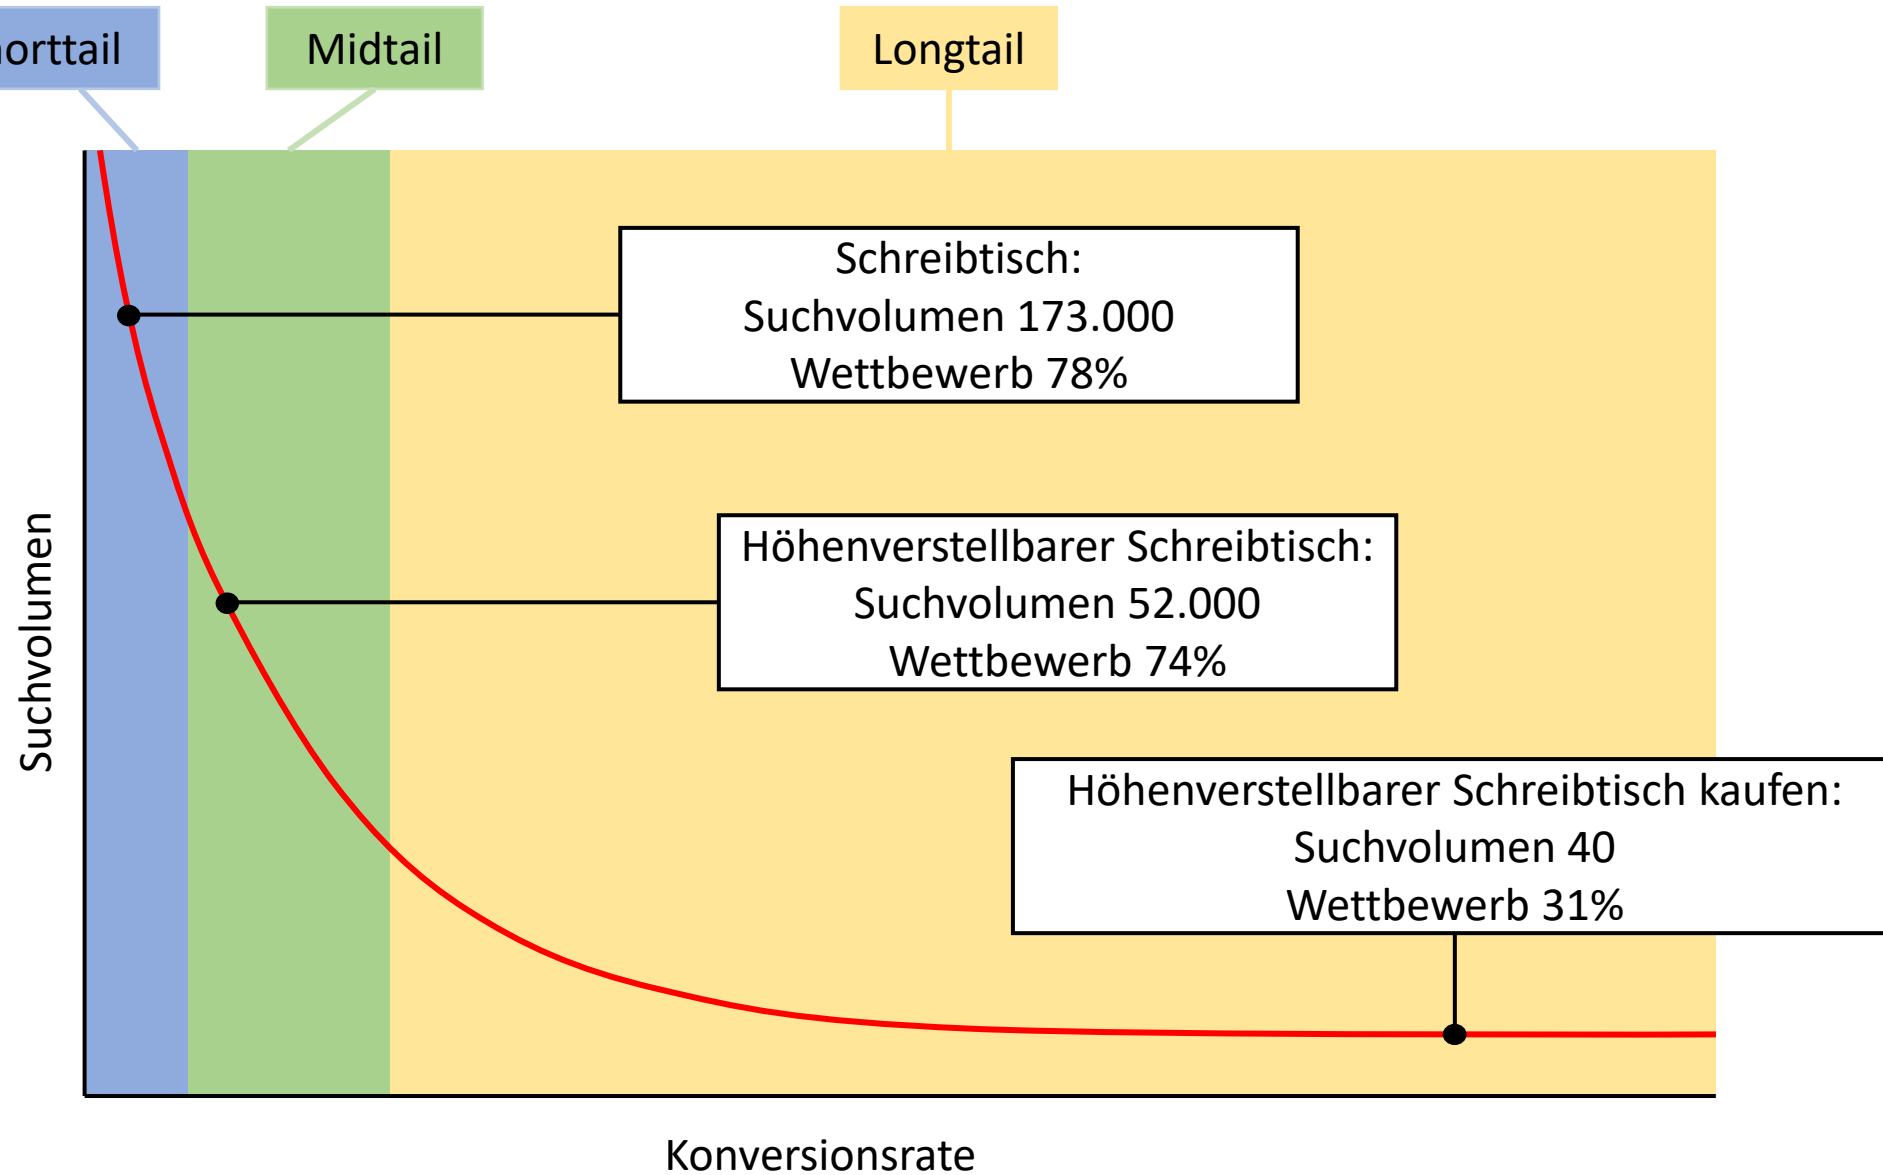 horttail
Midtail
Longtail
Schreibtisch:
Suchvolumen 173.000
Wettbewerb 78%
Höhenverstellbarer Schreibtisch:
Suchvolumen 52.000
Wettbewerb 74%
Höhenverstellbarer Schreibtisch kaufen:
Suchvolumen 40
Wettbewerb 31%
Suchvolumen
Konversionsrate